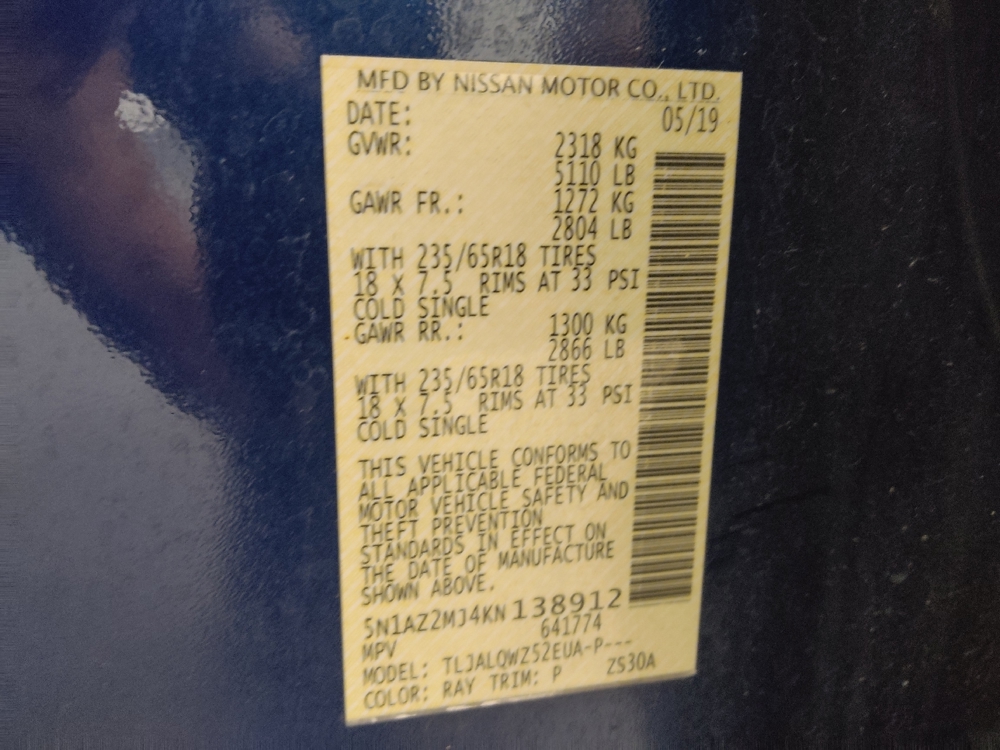 MFD BY NISSAN MOTOR CO., LTD.
DATE: 05/19
GVWR: 2318 KG
5110 LB
GAWR FR.: 1272 KG
2804 LB
WITH 235/65R18 TIRES
18 X 7.5 RIMS AT 33 PSI
COLD SINGLE
GAWR RR.: 1300 KG
2866 LB
WITH 235/65R18 TIRES
18 X 7.5 RIMS AT 33 PSI
COLD SINGLE
THIS VEHICLE CONFORMS TO
ALL APPLICABLE FEDERAL
MOTOR VEHICLE SAFETY AND
THEFT PREVENTION
STANDARDS IN EFFECT ON
THE DATE OF MANUFACTURE
SHOWN ABOVE.
5N1AZ2MJ4KN138912
MPV 641774
MODEL: TLJALQWZ52EUA-P---
COLOR: RAY TRIM: P ZS30A